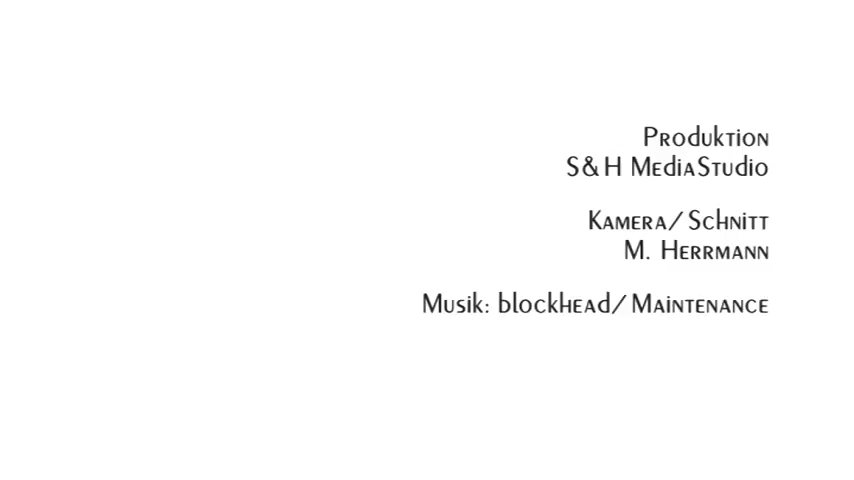 Produktion
S&H MediaStudio
Kamera/Schnitt
M. Herrmann
Musik: blockhead/Maintenance